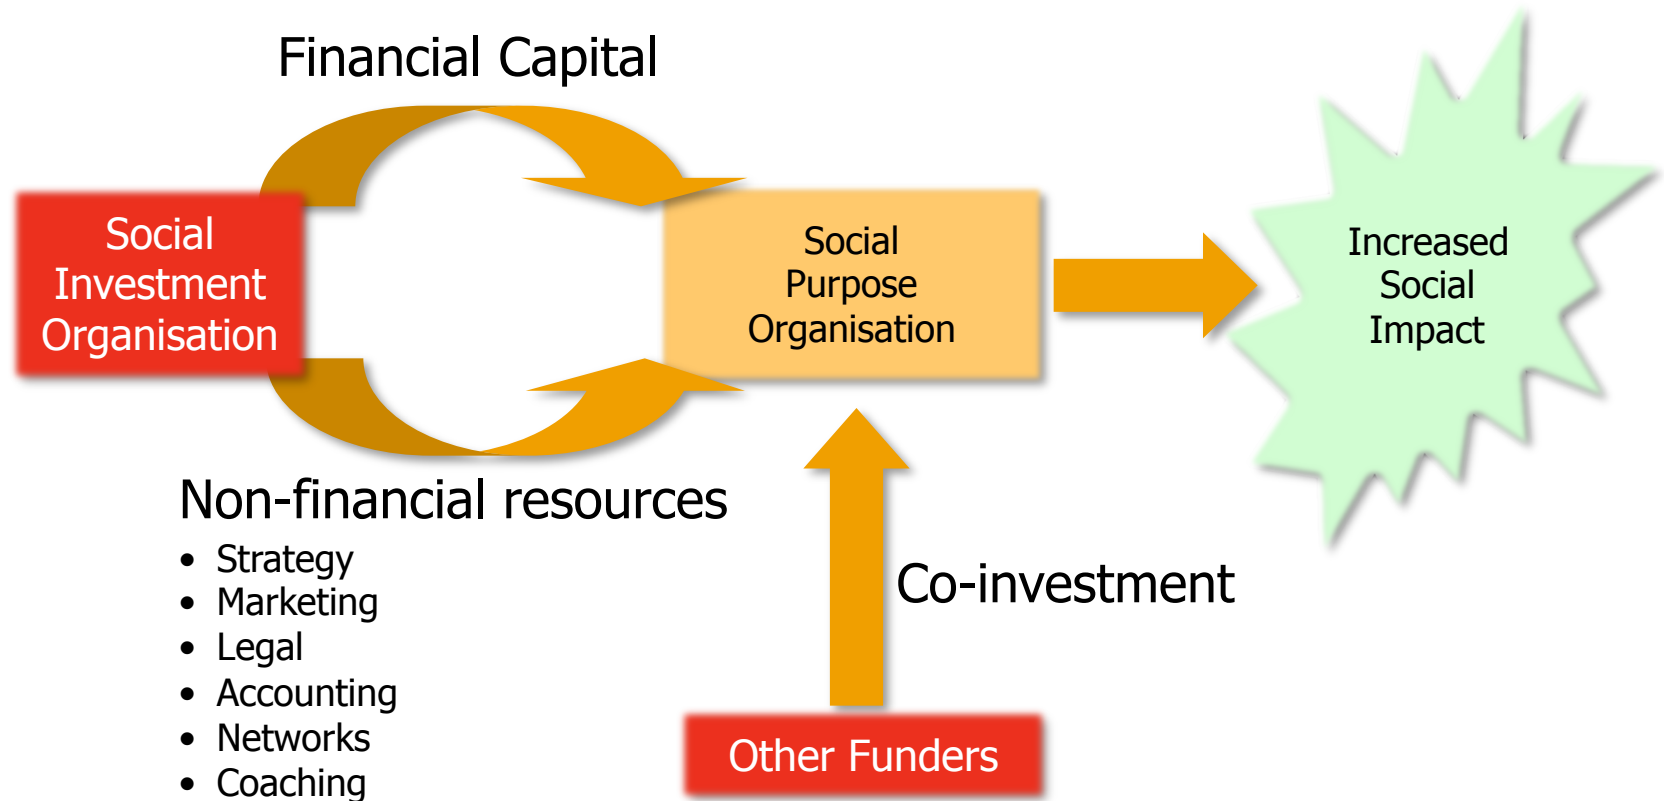 Financial Capital
Social
Investment
Organisation
Social
Purpose
Organisation
Increased
Social
Impact
Non-financial resources
• Strategy
• Marketing
• Legal
• Accounting
• Networks
• Coaching
Co-investment
Other Funders